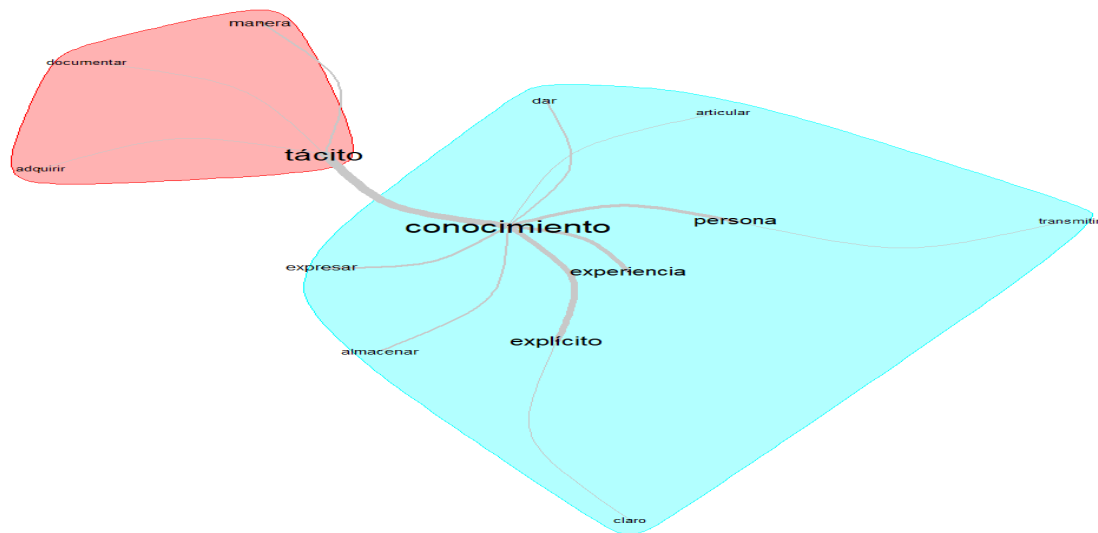 manera
documentar
dar
articular
tácito
adquirir
persona
transmitir
conocimiento
expresar
experiencia
explícito
almacenar
claro